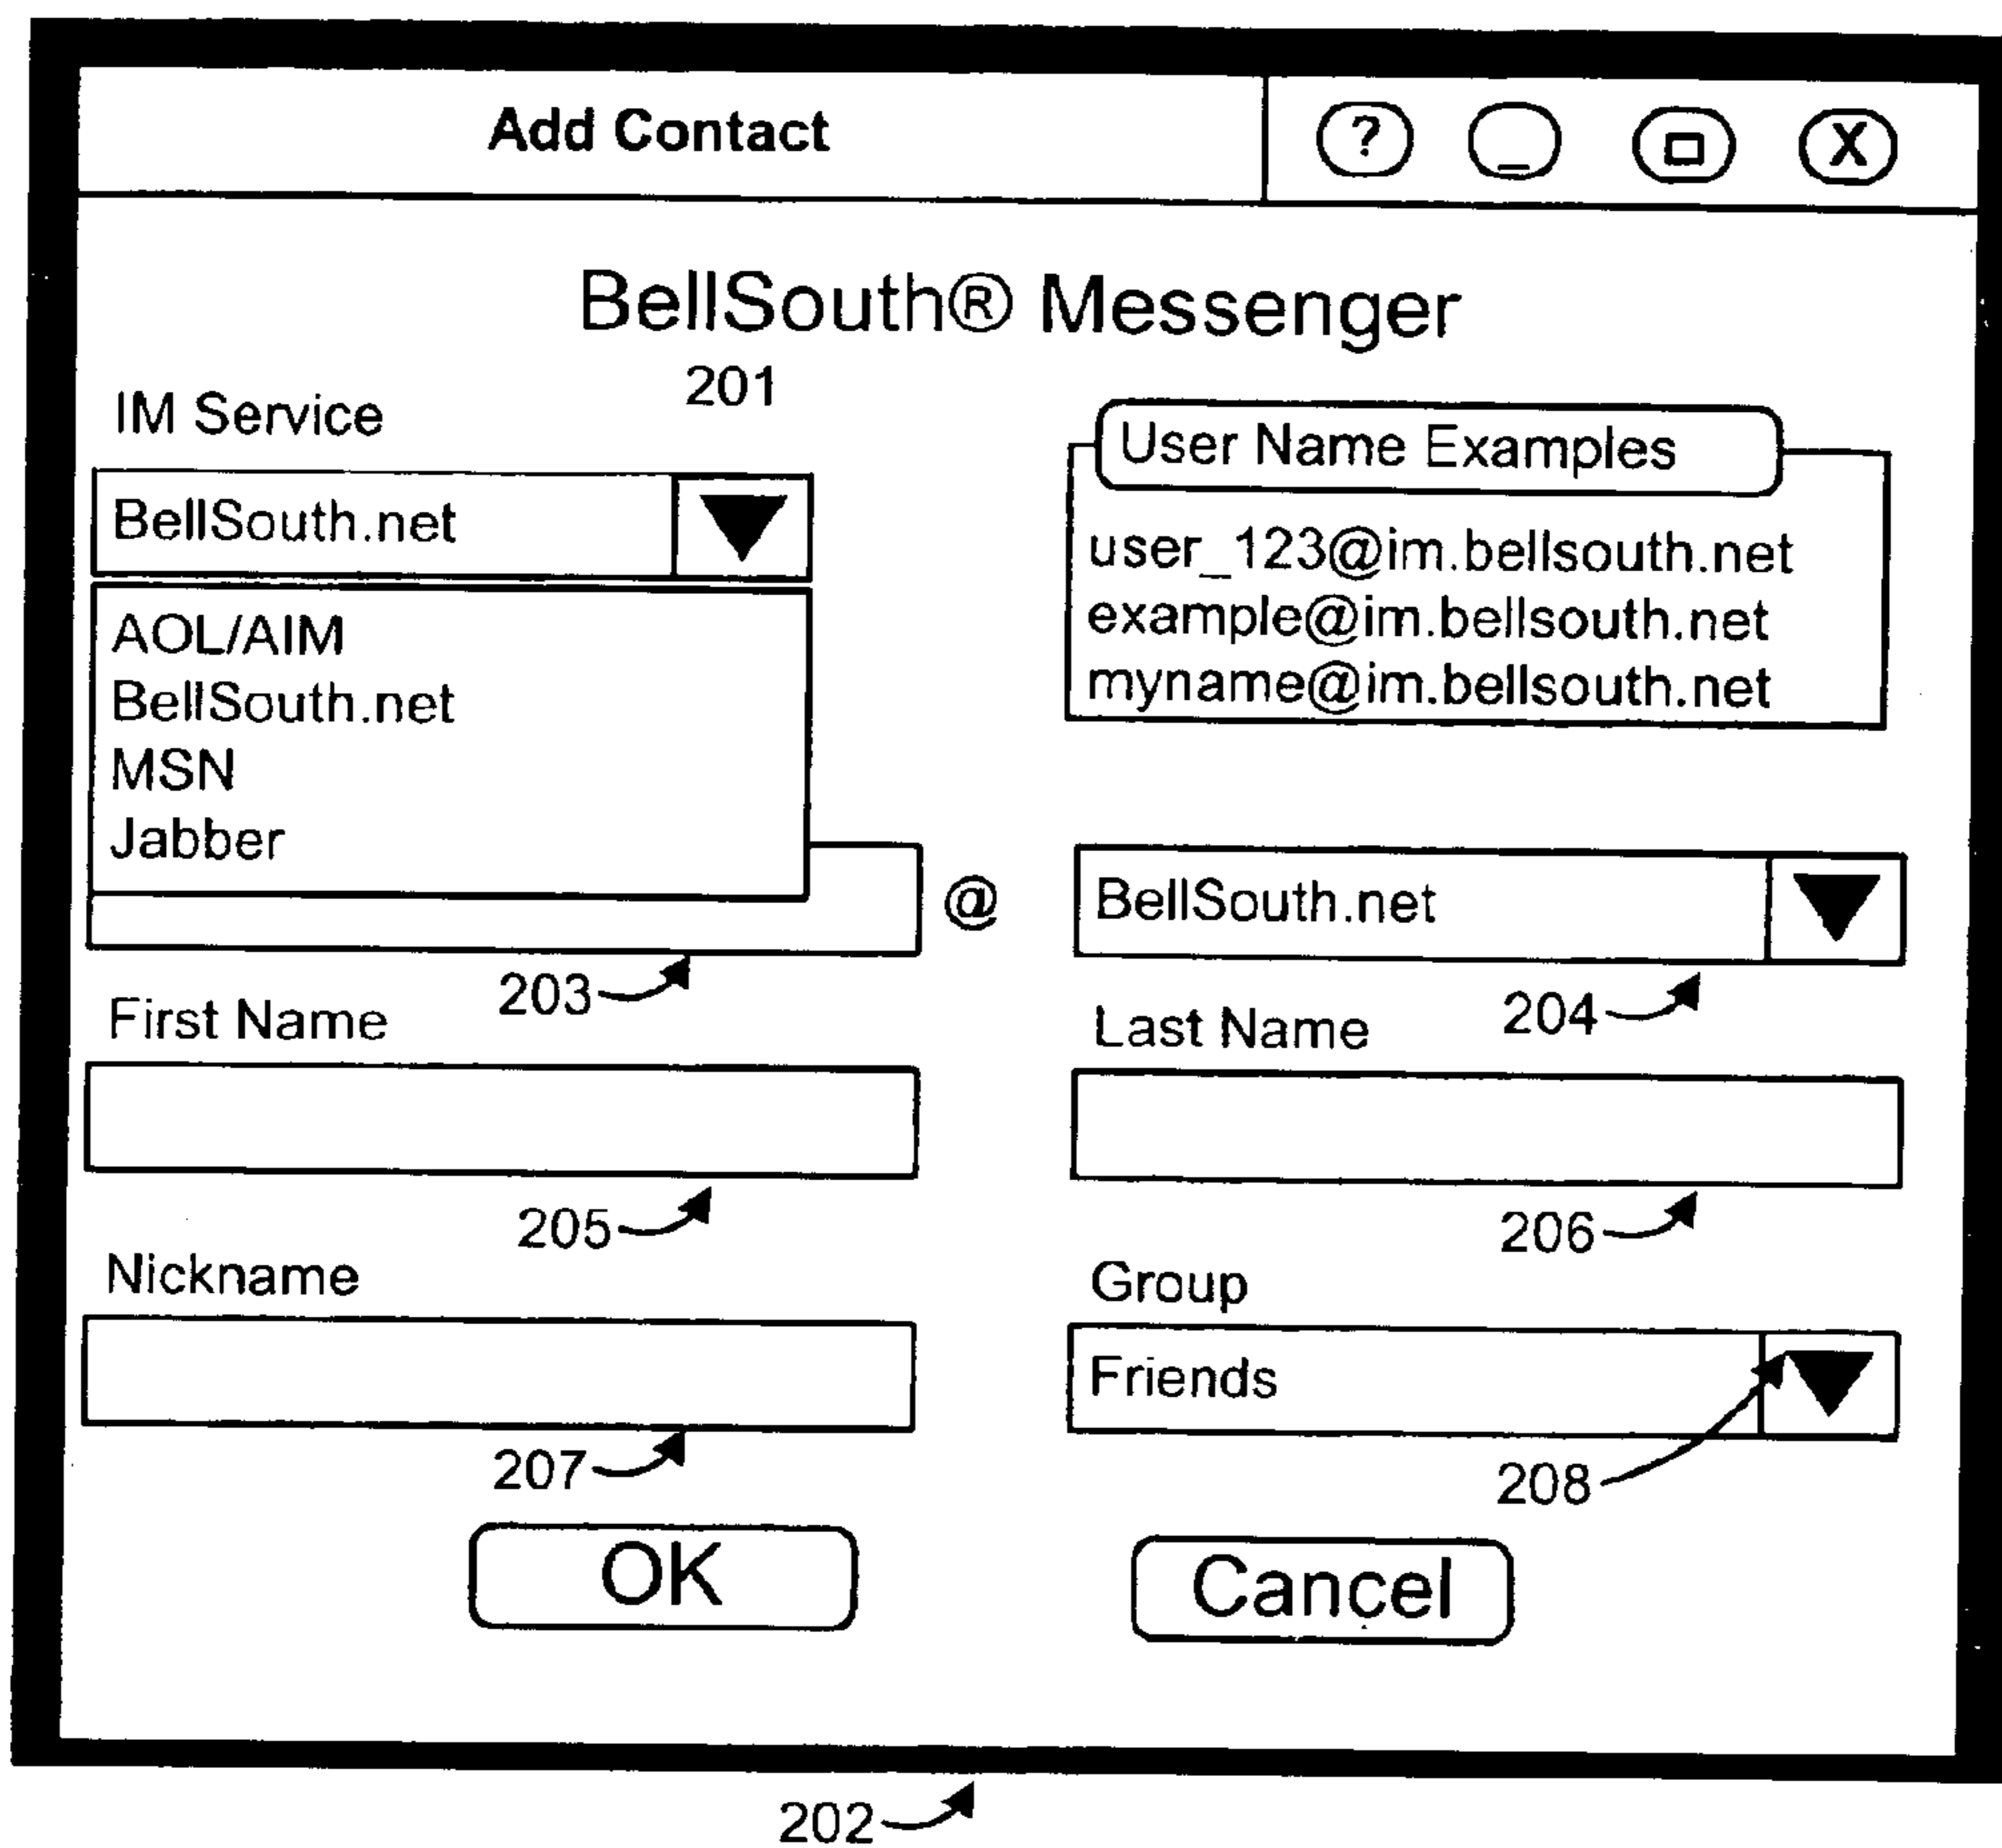 Add Contact ? _ X
BellSouth® Messenger
201
IM Service
BellSouth.net
AOL/AIM
BellSouth.net
MSN
Jabber
User Name Examples
user_123@im.bellsouth.net
example@im.bellsouth.net
myname@im.bellsouth.net
@ BellSouth.net
203
204
First Name
Last Name
205
206
Nickname
Group
Friends
207
208
OK
Cancel
202